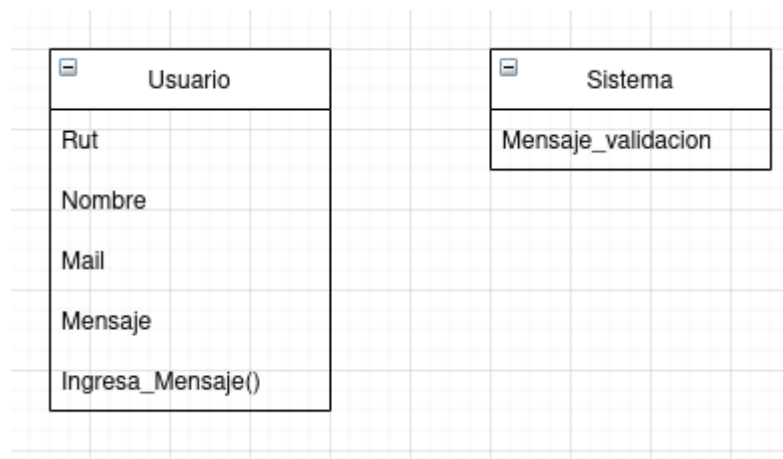 Usuario
Rut
Nombre
Mail
Mensaje
Ingresa_Mensaje()
Sistema
Mensaje_validacion